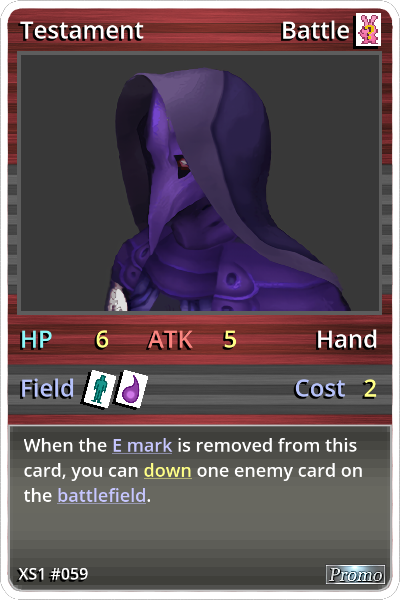 Testament Battle
HP 6 ATK 5 Hand
Field Cost 2
When the E mark is removed from this
card, you can down one enemy card on
the battlefield.
XS1 #059 Promo